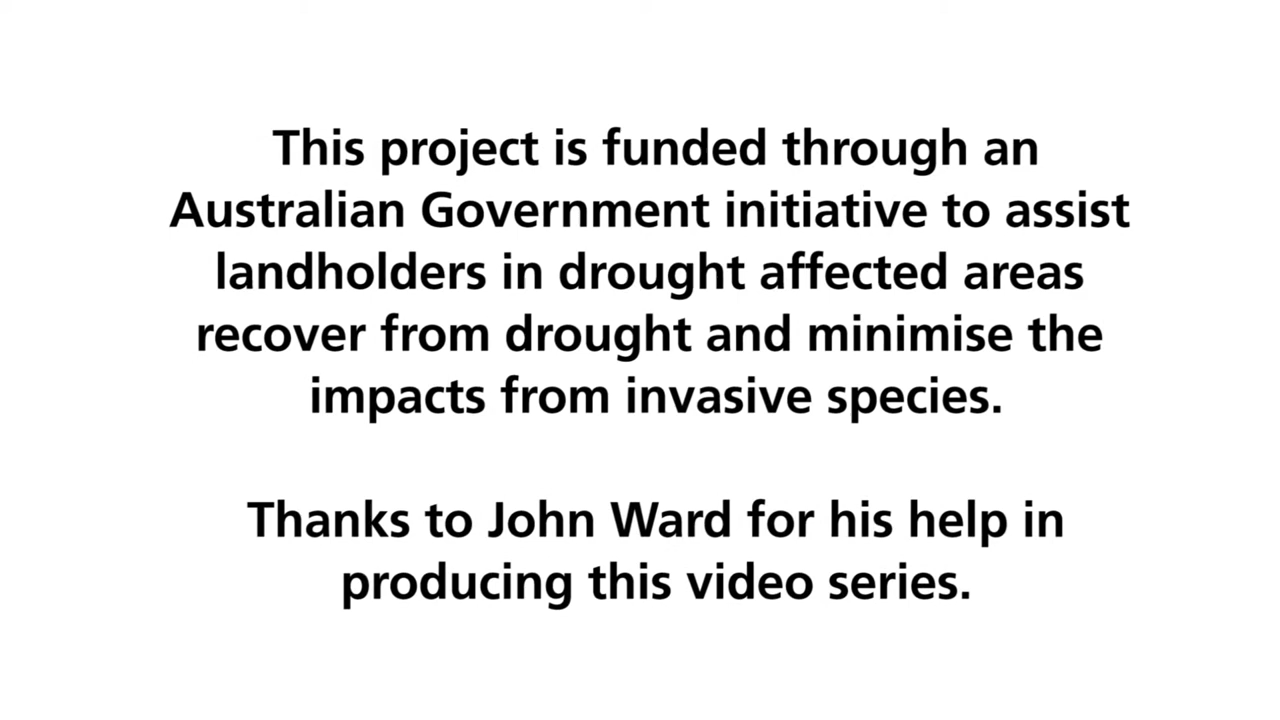 This project is funded through an
Australian Government initiative to assist
landholders in drought affected areas
recover from drought and minimise the
impacts from invasive species.
Thanks to John Ward for his help in
producing this video series.